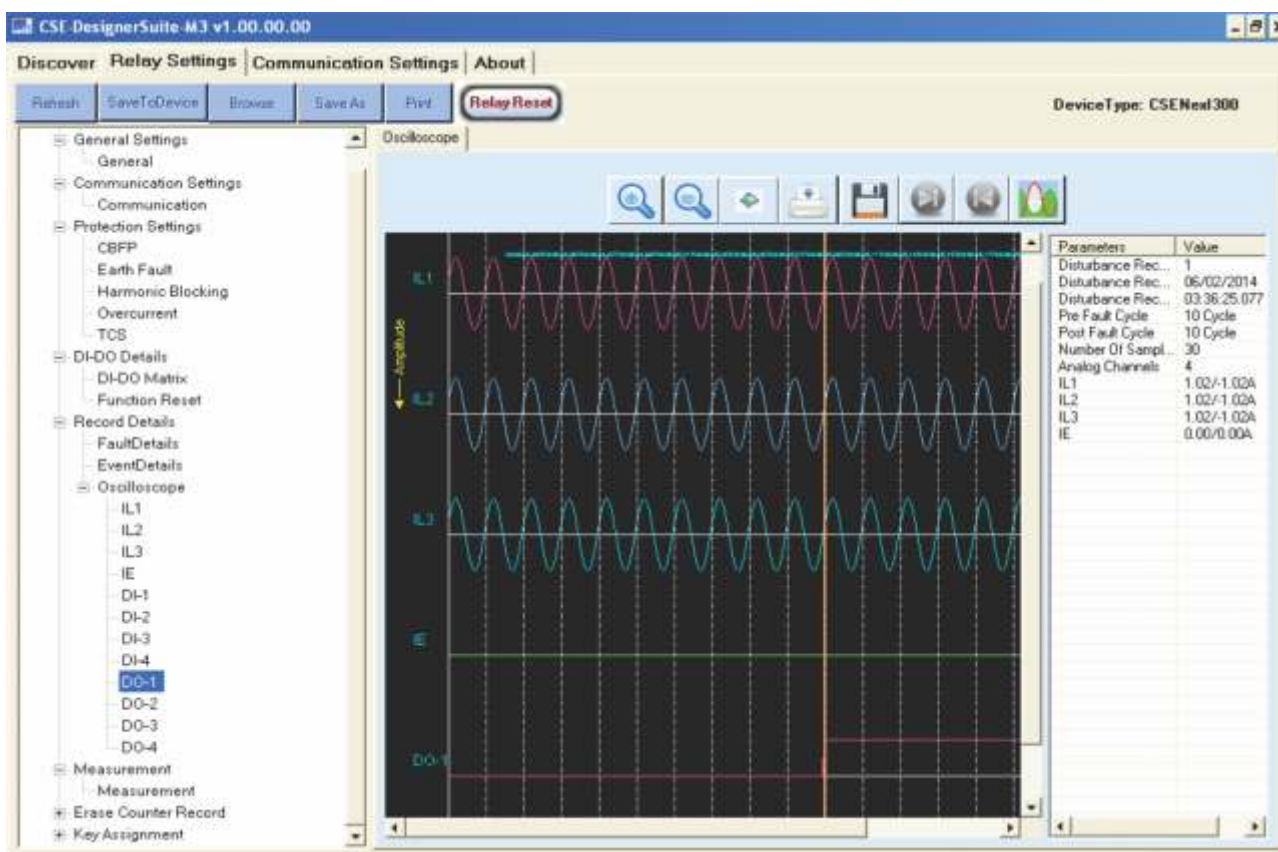 CSE-DesignerSuite-M3 v1.00.00.00
Discover Relay Settings Communication Settings About
Refresh SaveToDevice Browse Save As Print Relay Reset DeviceType: CSENexI300
General Settings
General
Communication Settings
Communication
Protection Settings
CBFP
Earth Fault
Harmonic Blocking
Overcurrent
TCS
DI-DO Details
DI-DO Matrix
Function Reset
Record Details
FaultDetails
EventDetails
Oscilloscope
IL1
IL2
IL3
IE
DI-1
DI-2
DI-3
DI-4
DO-1
DO-2
DO-3
DO-4
Measurement
Measurement
Erase Counter Record
Key Assignment
Oscilloscope
IL1
Amplitude
IL2
IL3
IE
DO-1
Parameters Value
Disturbance Rec... 1
Disturbance Rec... 06/02/2014
Disturbance Rec... 03:36:25.077
Pre Fault Cycle 10 Cycle
Post Fault Cycle 10 Cycle
Number Of Sampl... 30
Analog Channels 4
IL1 1.02/-1.02A
IL2 1.02/-1.02A
IL3 1.02/-1.02A
IE 0.00/0.00A